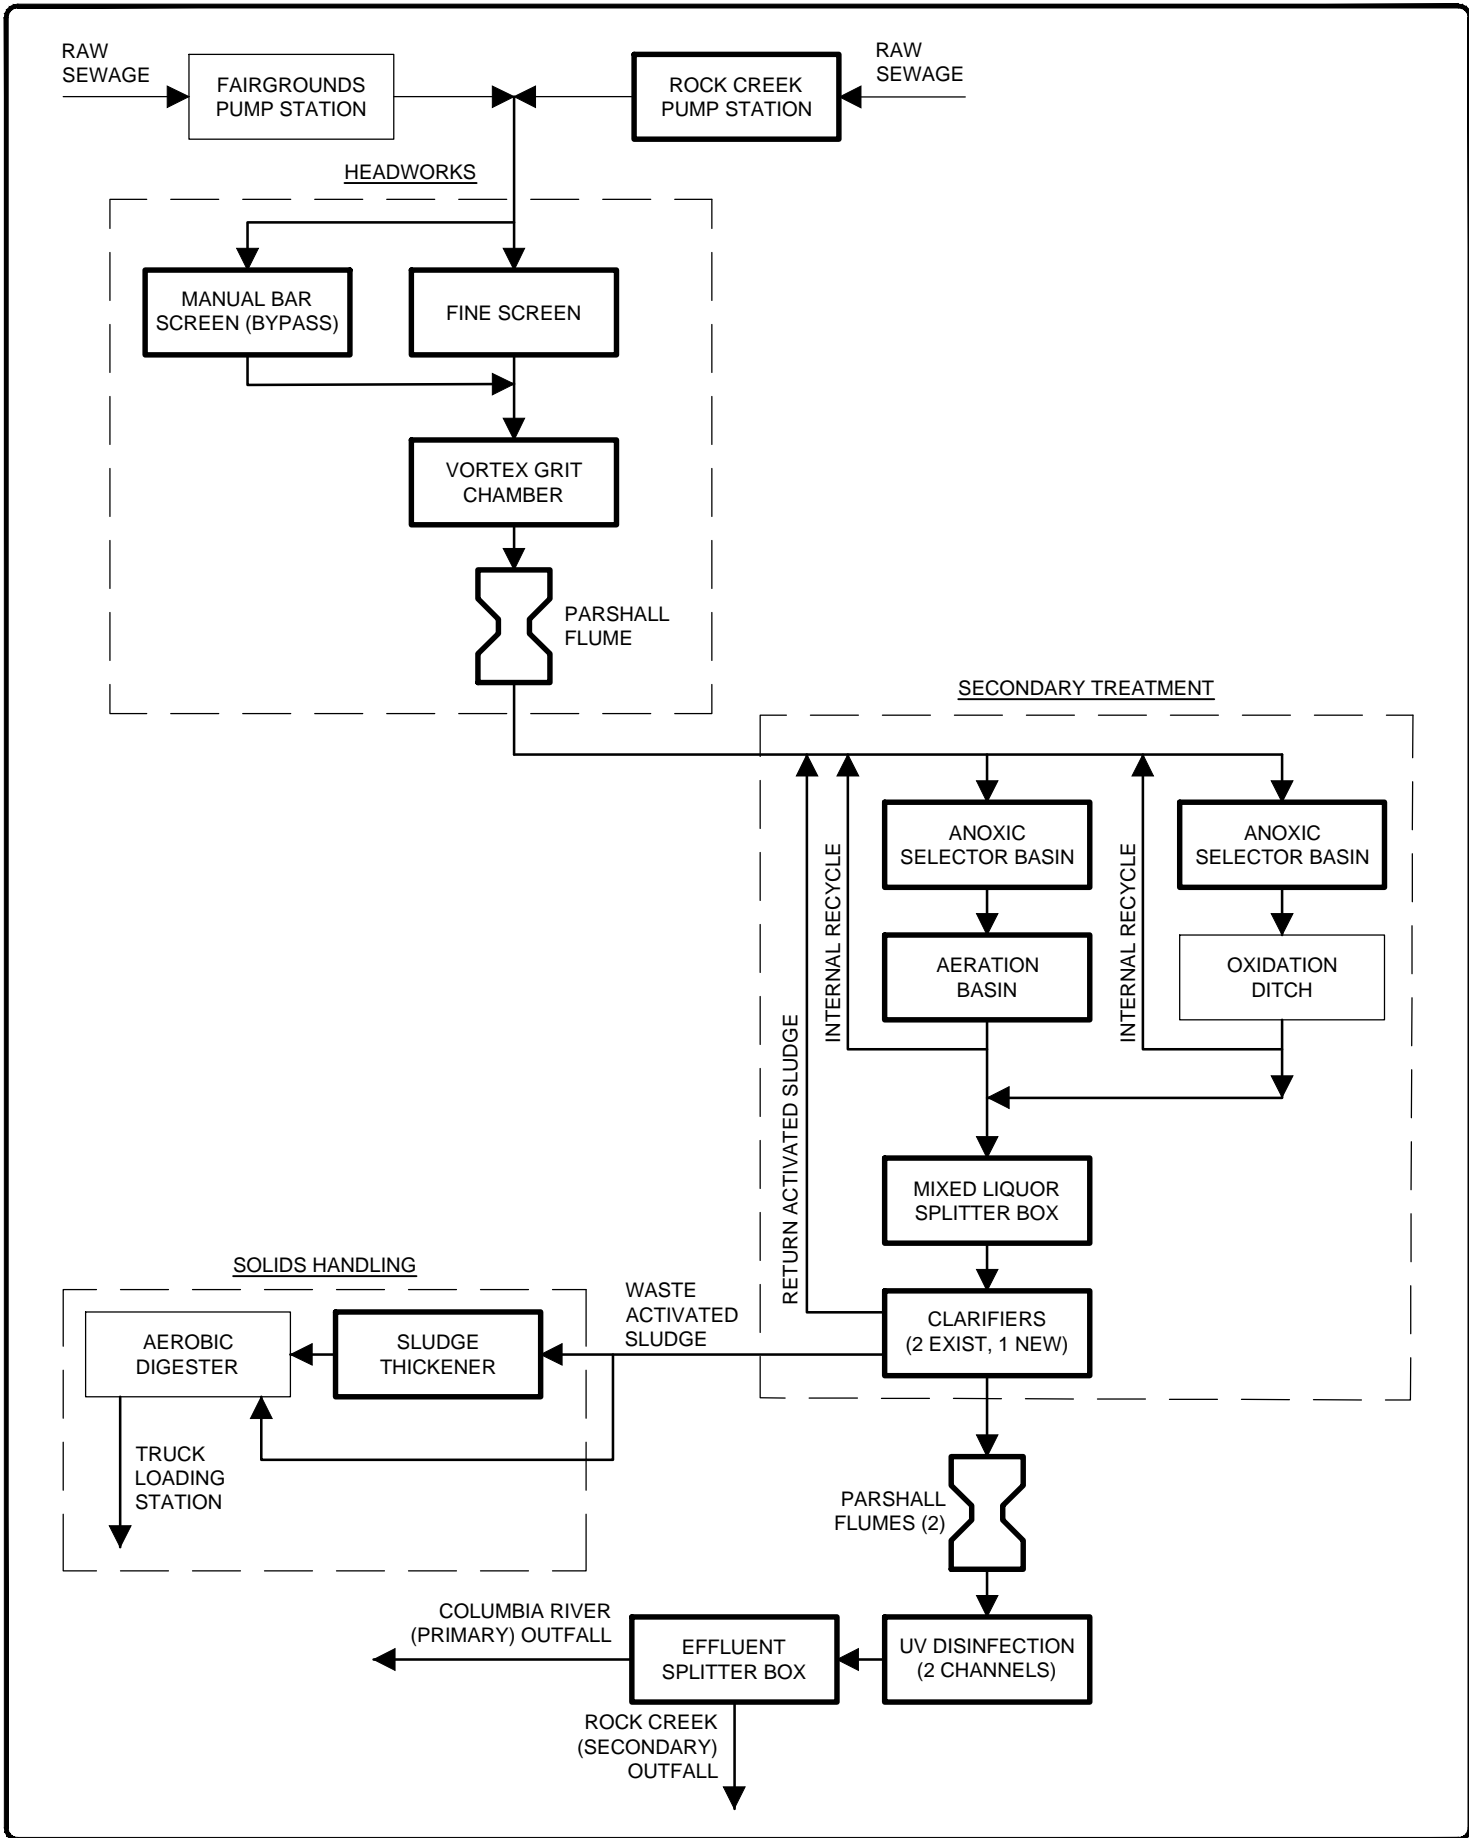 RAW
SEWAGE
FAIRGROUNDS
PUMP STATION
ROCK CREEK
PUMP STATION
RAW
SEWAGE
HEADWORKS
MANUAL BAR
SCREEN (BYPASS)
FINE SCREEN
VORTEX GRIT
CHAMBER
PARSHALL
FLUME
SECONDARY TREATMENT
ANOXIC
SELECTOR BASIN
ANOXIC
SELECTOR BASIN
INTERNAL RECYCLE
INTERNAL RECYCLE
AERATION
BASIN
OXIDATION
DITCH
RETURN ACTIVATED SLUDGE
MIXED LIQUOR
SPLITTER BOX
CLARIFIERS
(2 EXIST, 1 NEW)
SOLIDS HANDLING
WASTE
ACTIVATED
SLUDGE
AEROBIC
DIGESTER
SLUDGE
THICKENER
TRUCK
LOADING
STATION
PARSHALL
FLUMES (2)
UV DISINFECTION
(2 CHANNELS)
EFFLUENT
SPLITTER BOX
COLUMBIA RIVER
(PRIMARY) OUTFALL
ROCK CREEK
(SECONDARY)
OUTFALL